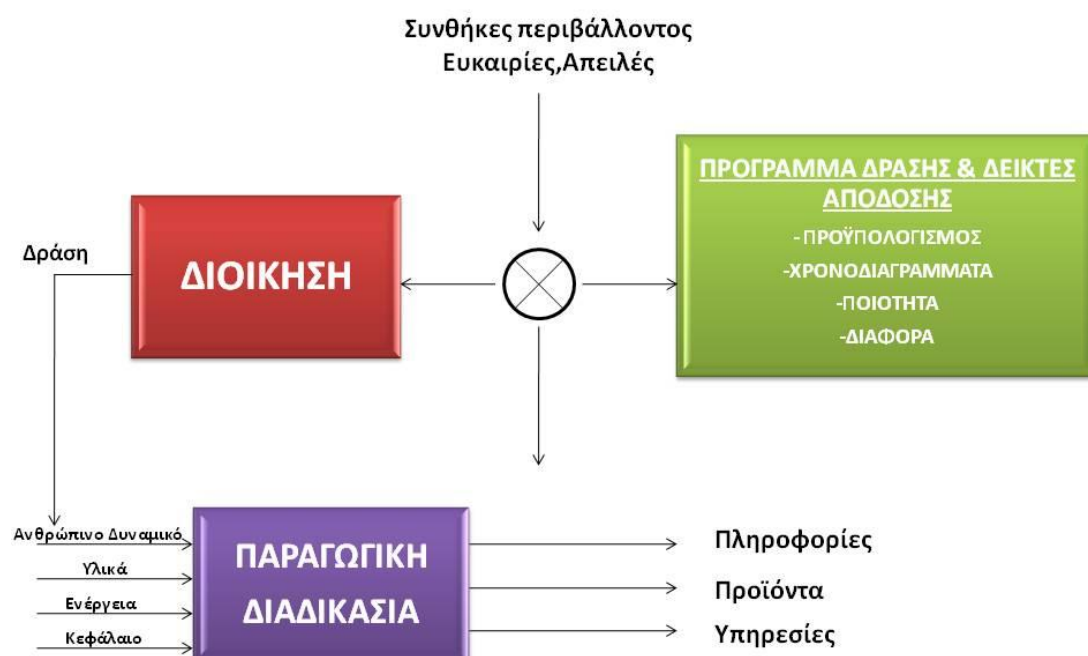 Συνθήκες περιβάλλοντος
Ευκαιρίες,Απειλές
ΠΡΟΓΡΑΜΜΑ ΔΡΑΣΗΣ & ΔΕΙΚΤΕΣ
ΑΠΟΔΟΣΗΣ
-ΠΡΟΫΠΟΛΟΓΙΣΜΟΣ
-ΧΡΟΝΟΔΙΑΓΡΑΜΜΑΤΑ
-ΠΟΙΟΤΗΤΑ
-ΔΙΑΦΟΡΑ
Δράση
ΔΙΟΙΚΗΣΗ
Ανθρώπινο Δυναμικό
Υλικά
Ενέργεια
Κεφάλαιο
ΠΑΡΑΓΩΓΙΚΗ
ΔΙΑΔΙΚΑΣΙΑ
Πληροφορίες
Προϊόντα
Υπηρεσίες